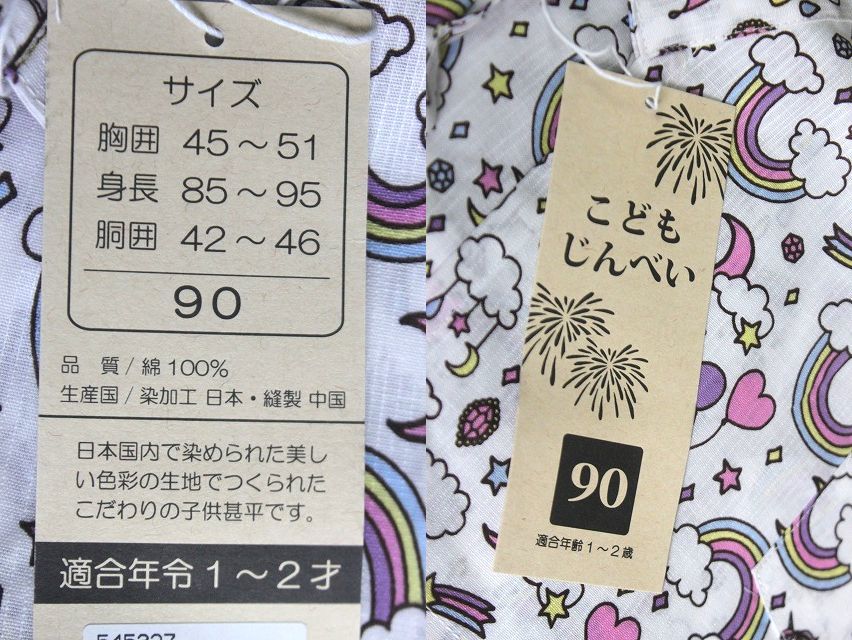 サイズ
胸囲 45～51
身長 85～95
胴囲 42～46
90
品 質/綿100%
生産国/染加工 日本・縫製 中国
日本国内で染められた美し
い色彩の生地でつくられた
こだわりの子供甚平です。
適合年令1～2才
こども
じんべい
90
適合年齢1～2歳